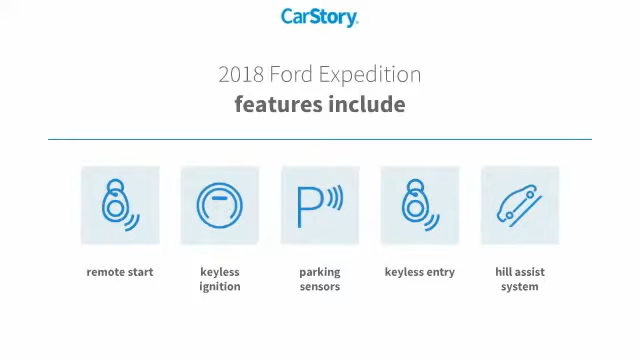 CarStory
2018 Ford Expedition
features include
P
remote start
keyless
ignition
parking
sensors
keyless entry
hill assist
system